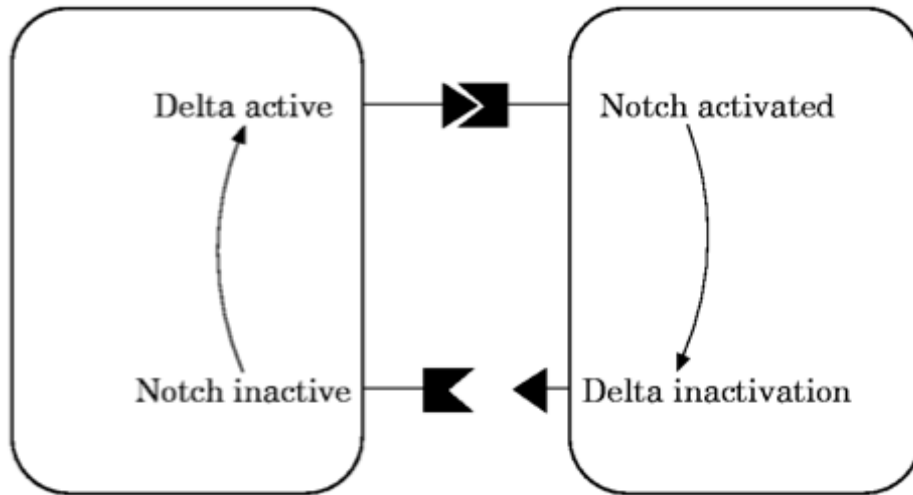 Delta active
Notch activated
Notch inactive
Delta inactivation